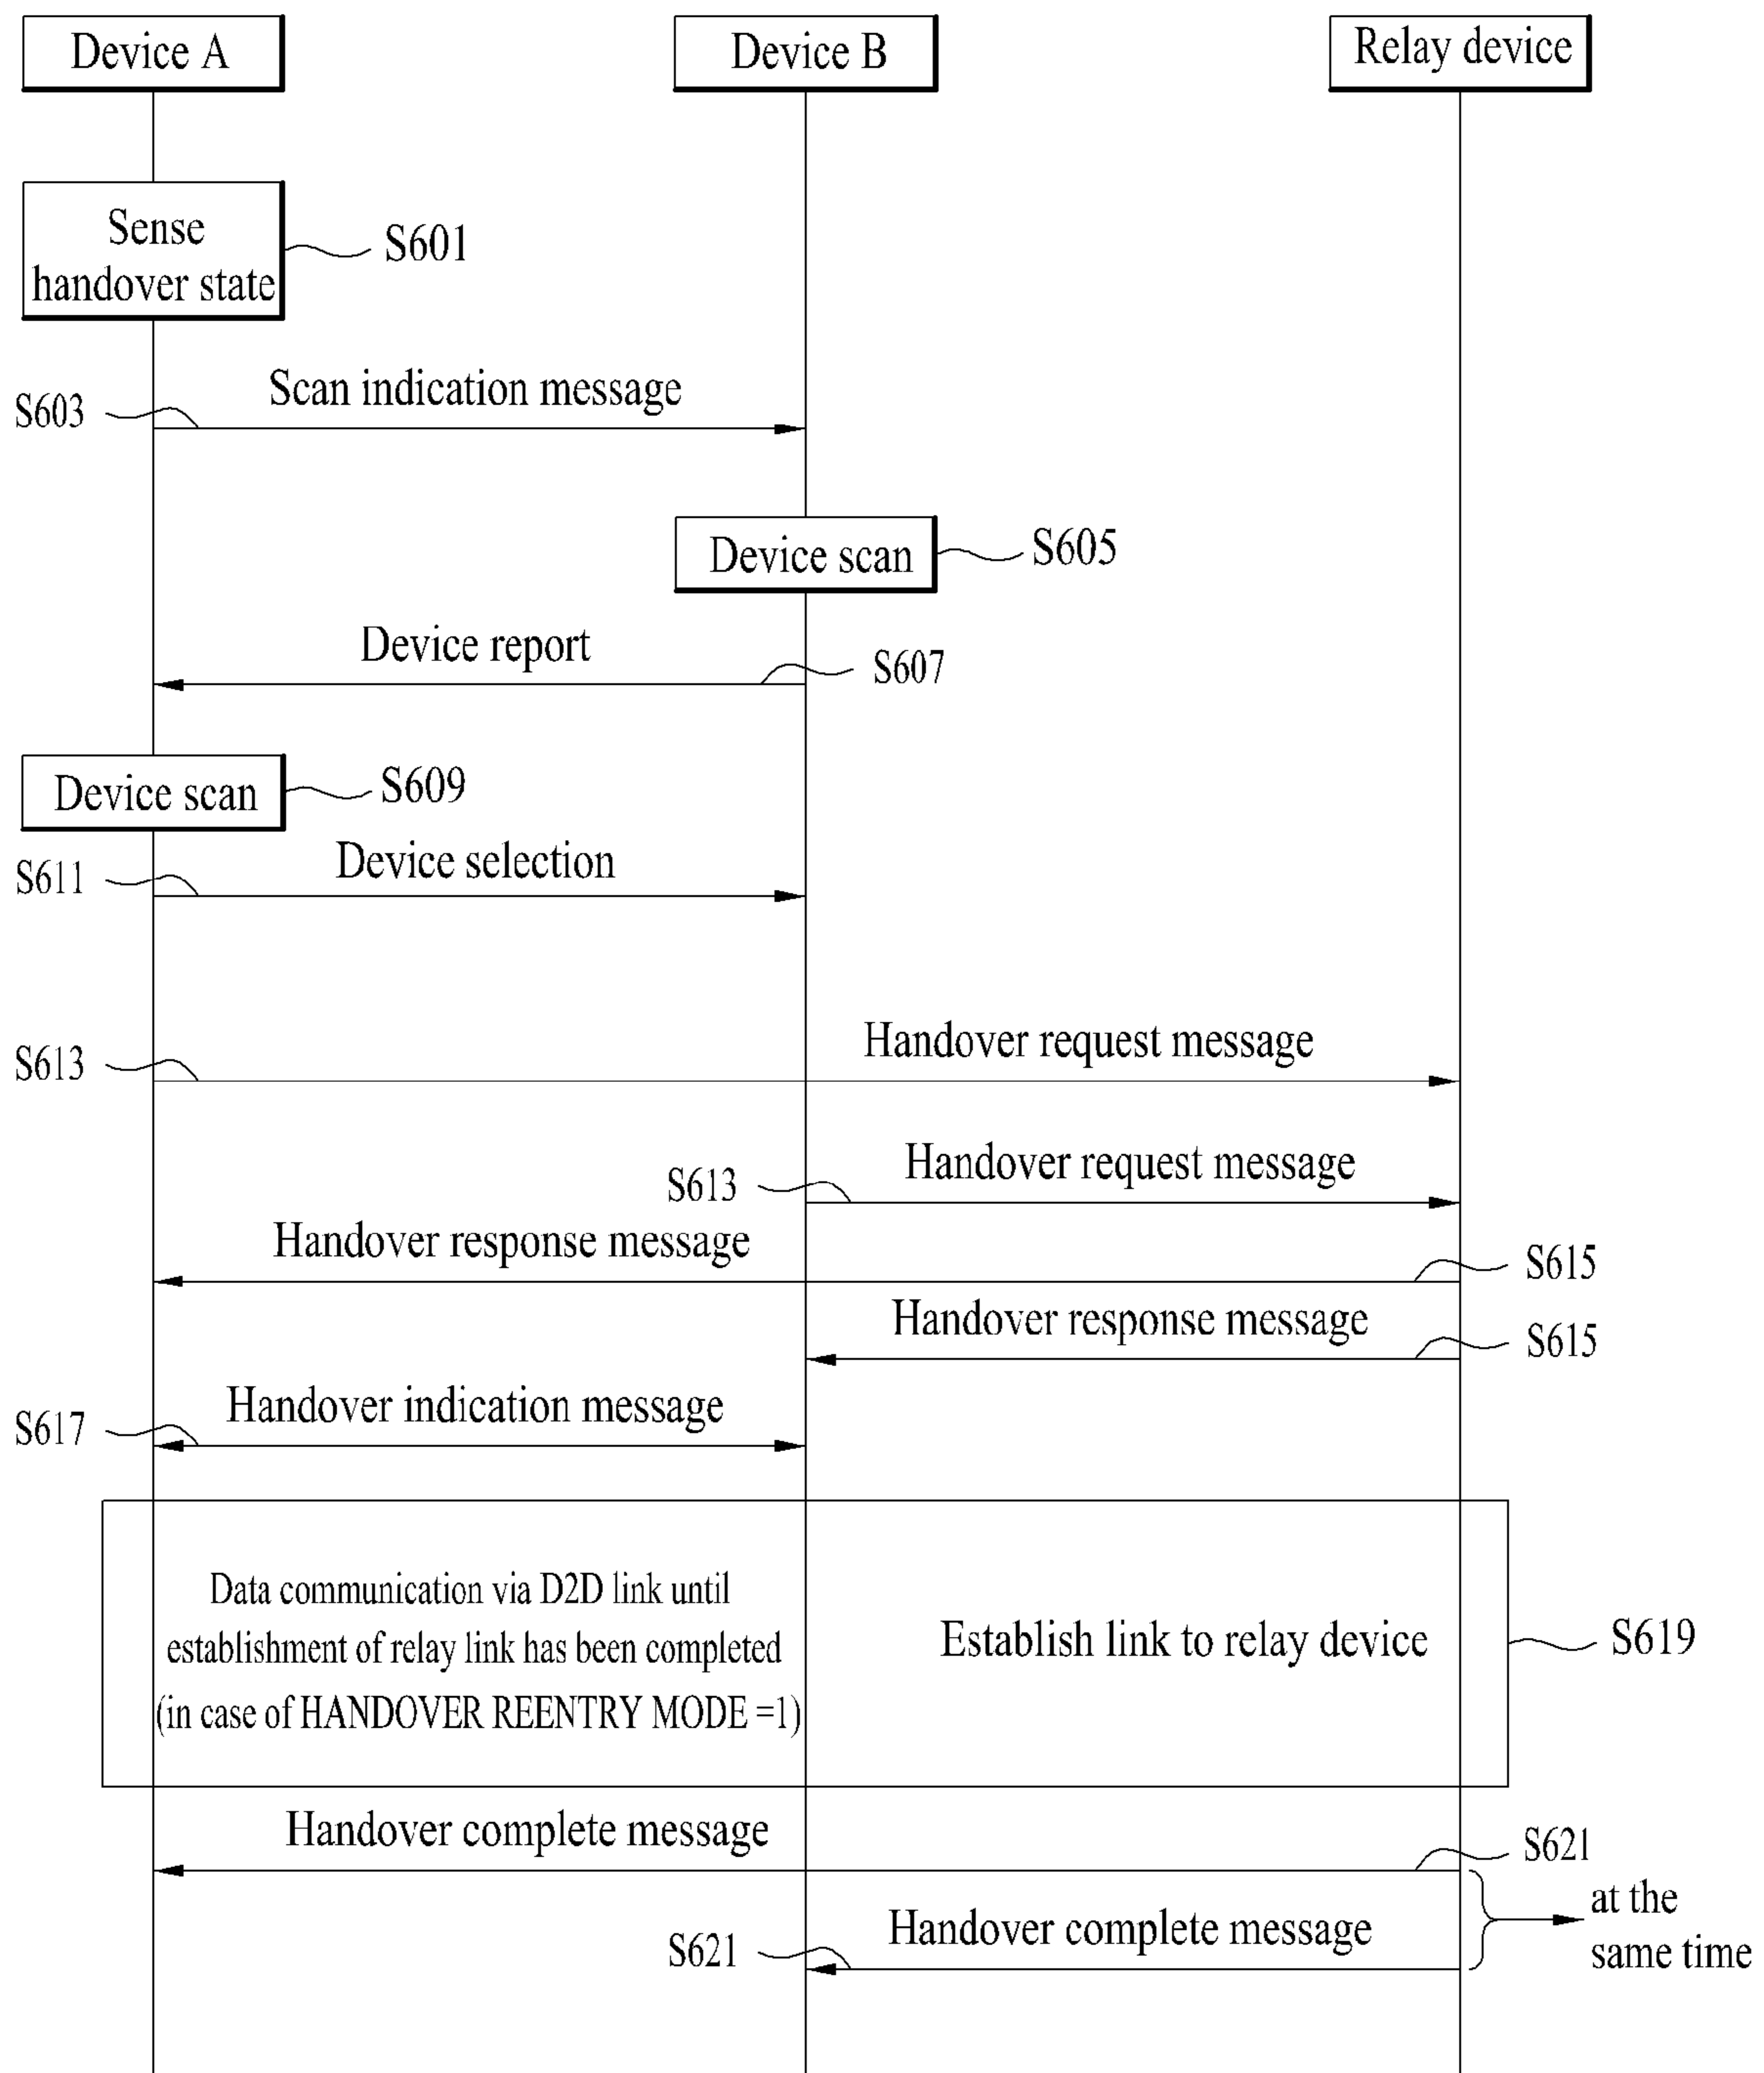 Device A
Device B
Relay device
Sense
handover state
S601
Scan indication message
S603
Device scan
S605
Device report
S607
Device scan
S609
Device selection
S611
Handover request message
S613
Handover request message
S613
Handover response message
S615
Handover response message
S615
Handover indication message
S617
Data communication via D2D link until
establishment of relay link has been completed
(in case of HANDOVER REENTRY MODE =1)
Establish link to relay device
S619
Handover complete message
S621
at the
same time
Handover complete message
S621